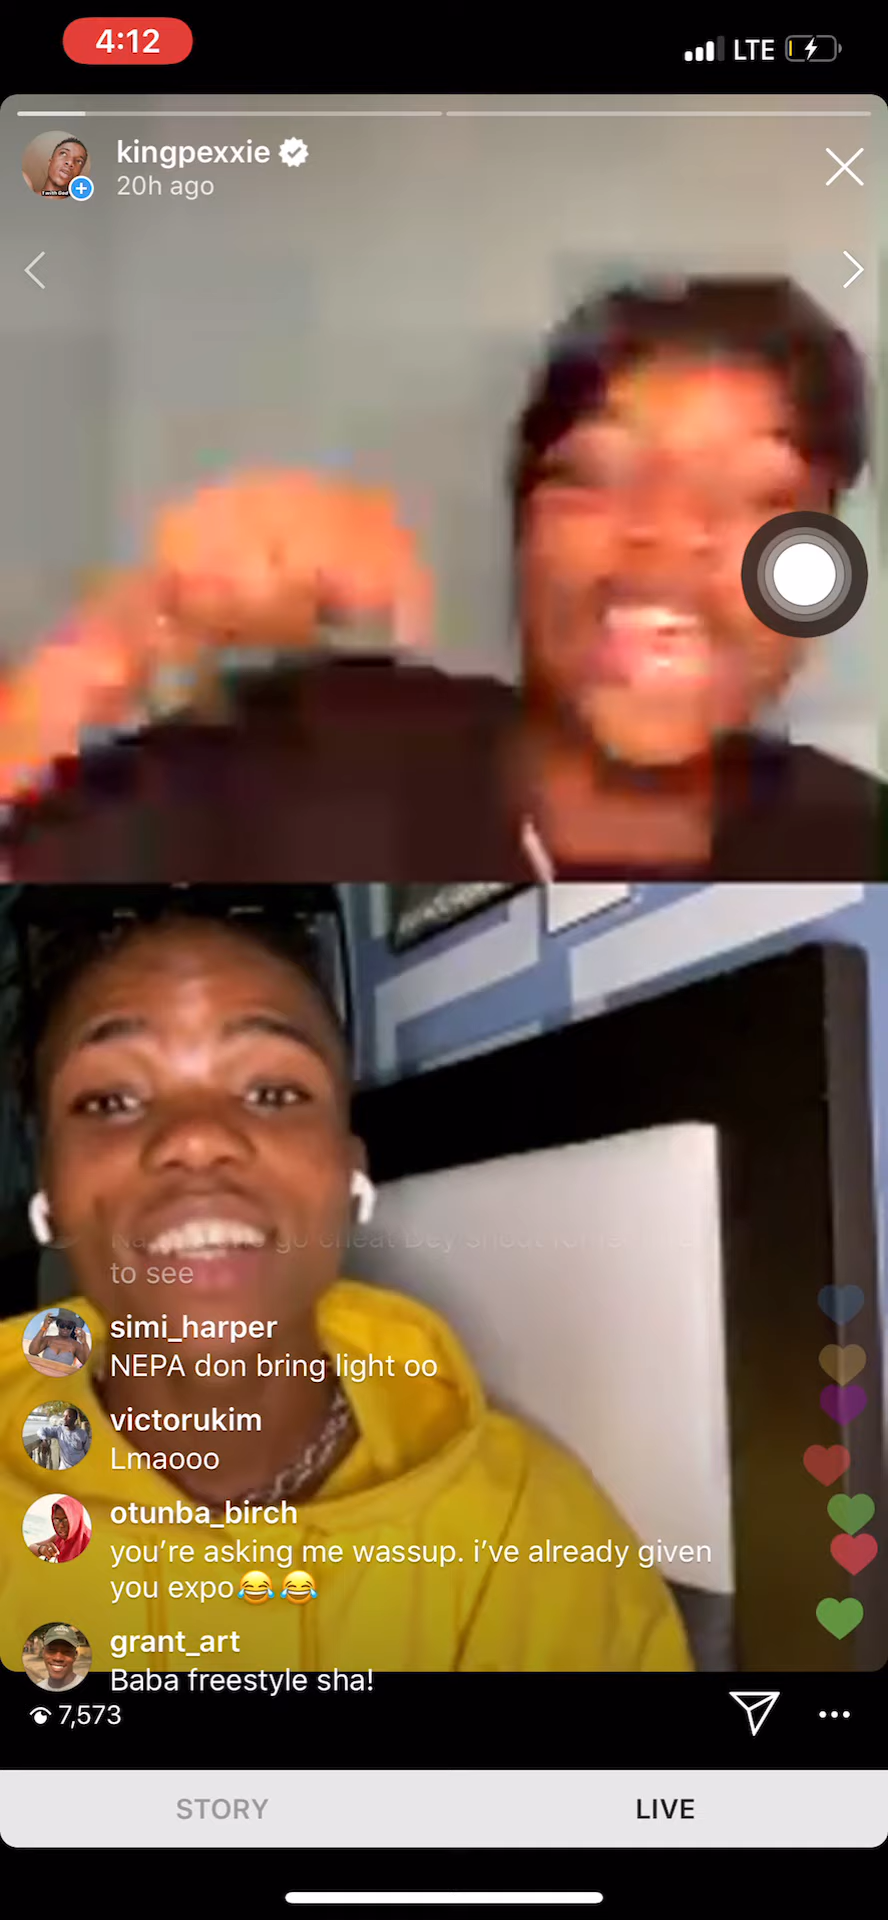 4:12
LTE
kingpexxie
20h ago
to see
simi_harper
NEPA don bring light oo
victorukim
Lmaooo
otunba_birch
you’re asking me wassup. i’ve already given
you expo😂😂
grant_art
Baba freestyle sha!
7,573
STORY
LIVE